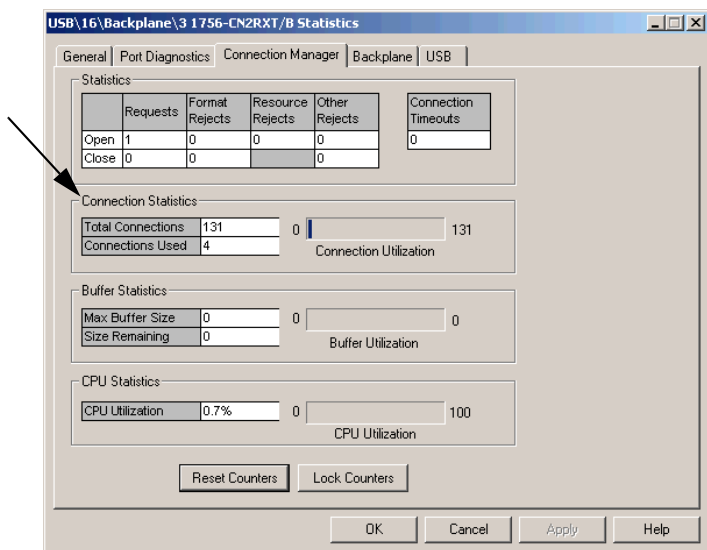 USB\16\Backplane\3 1756-CN2RXT/B Statistics
General Port Diagnostics Connection Manager Backplane USB
Statistics
Requests Format Rejects Resource Rejects Other Rejects Connection Timeouts
Open 1 0 0 0 0
Close 0 0 0
Connection Statistics
Total Connections 131 0 131
Connections Used 4 Connection Utilization
Buffer Statistics
Max Buffer Size 0 0 0
Size Remaining 0 Buffer Utilization
CPU Statistics
CPU Utilization 0.7% 0 100
CPU Utilization
Reset Counters Lock Counters
OK Cancel Apply Help